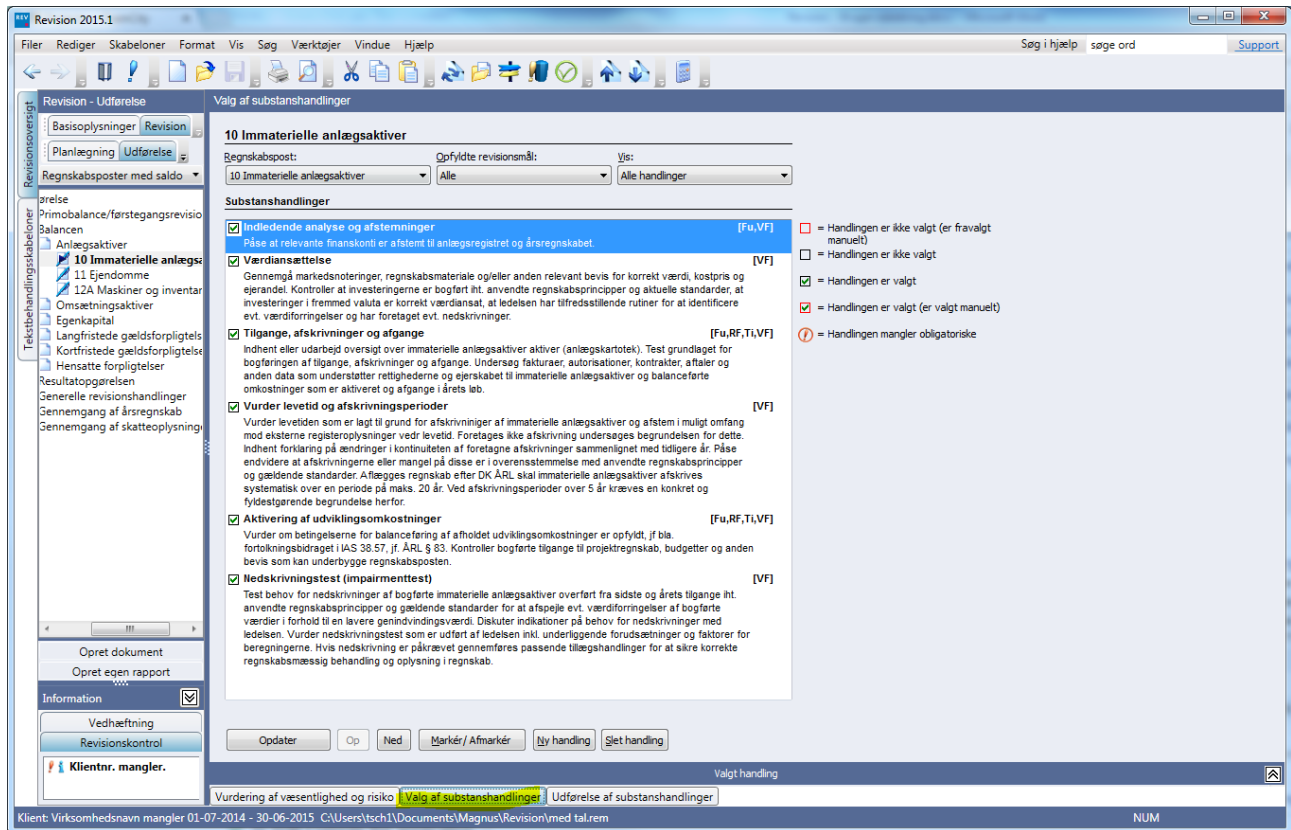 REV Revision 2015.1
Filer Rediger Skabeloner Format Vis Søg Værktøjer Vindue Hjælp Søg i hjælp søge ord Support
Revisionsoversigt
Tekstbehandlingsskabeloner
Revision - Udførelse
Basisoplysninger Revision
Planlægning Udførelse
Regnskabsposter med saldo
ørelse
Primobalance/førstegangsrevisio
Balancen
Anlægsaktiver
10 Immaterielle anlægsa
11 Ejendomme
12A Maskiner og inventar
Omsætningsaktiver
Egenkapital
Langfristede gældsforpligtels
Kortfristede gældsforpligtelse
Hensatte forpligtelser
Resultatopgørelsen
Generelle revisionshandlinger
Gennemgang af årsregnskab
Gennemgang af skatteoplysninge
Opret dokument
Opret egen rapport
Information
Vedhæftning
Revisionskontrol
Klientnr. mangler.
Valg af substanshandlinger
10 Immaterielle anlægsaktiver
Regnskabspost: Opfyldte revisionsmål: Vis:
10 Immaterielle anlægsaktiver Alle Alle handlinger
Substanshandlinger
Indledende analyse og afstemninger [Fu,VF]
Påse at relevante finanskonti er afstemt til anlægsregistret og årsregnskabet.
Værdiansættelse [VF]
Gennemgå markedsnoteringer, regnskabsmateriale og/eller anden relevant bevis for korrekt værdi, kostpris og
ejerandel. Kontroller at investeringerne er bogført iht. anvendte regnskabsprincipper og aktuelle standarder, at
investeringer i fremmed valuta er korrekt værdiansat, at ledelsen har tilfredsstillende rutiner for at identificere
evt. værdiforringelser og har foretaget evt. nedskrivninger.
Tilgange, afskrivninger og afgange [Fu,RF,Ti,VF]
Indhent eller udarbejd oversigt over immaterielle anlægsaktiver aktiver (anlægskartotek). Test grundlaget for
bogføringen af tilgange, afskrivninger og afgange. Undersøg fakturaer, autorisationer, kontrakter, aftaler og
anden data som understøtter rettighederne og ejerskabet til immaterielle anlægsaktiver og balanceførte
omkostninger som er aktiveret og afgange i årets løb.
Vurder levetid og afskrivningsperioder [VF]
Vurder levetiden som er lagt til grund for afskrivniniger af immaterielle anlægsaktiver og afstem i muligt omfang
mod eksterne registeroplysninger vedr levetid. Foretages ikke afskrivning undersøges begrundelsen for dette.
Indhent forklaring på ændringer i kontinuiteten af foretagne afskrivninger sammenlignet med tidligere år. Påse
endvidere at afskrivningerne eller mangel på disse er i overensstemmelse med anvendte regnskabsprincipper
og gældende standarder. Aflægges regnskab efter DK ÅRL skal immaterielle anlægsaktiver afskrives
systematisk over en periode på maks. 20 år. Ved afskrivningsperioder over 5 år kræves en konkret og
fyldestgørende begrundelse herfor.
Aktivering af udviklingsomkostninger [Fu,RF,Ti,VF]
Vurder om betingelserne for balanceføring af afholdet udviklingsomkostninger er opfyldt, jf bla.
fortolkningsbidraget i IAS 38.57, jf. ÅRL § 83. Kontroller bogførte tilgange til projektregnskab, budgetter og anden
bevis som kan underbygge regnskabsposten.
Nedskrivningstest (impairmenttest) [VF]
Test behov for nedskrivninger af bogførte immaterielle anlægsaktiver overført fra sidste og årets tilgange iht.
anvendte regnskabsprincipper og gældende standarder for at afspejle evt. værdiforringelser af bogførte
værdier i forhold til en lavere genindvindingsværdi. Diskuter indikationer på behov for nedskrivninger med
ledelsen. Vurder nedskrivningstest som er udført af ledelsen inkl. underliggende forudsætninger og faktorer for
beregningerne. Hvis nedskrivning er påkrævet gennemføres passende tillægshandlinger for at sikre korrekte
regnskabsmæssig behandling og oplysning i regnskab.
= Handlingen er ikke valgt (er fravalgt
manuelt)
= Handlingen er ikke valgt
= Handlingen er valgt
= Handlingen er valgt (er valgt manuelt)
= Handlingen mangler obligatoriske
Opdater Op Ned Markér/ Afmarkér Ny handling Slet handling
Valgt handling
Vurdering af væsentlighed og risiko Valg af substanshandlinger Udførelse af substanshandlinger
Klient: Virksomhedsnavn mangler 01-07-2014 - 30-06-2015 C:\Users\tsch1\Documents\Magnus\Revision\med tal.rem NUM